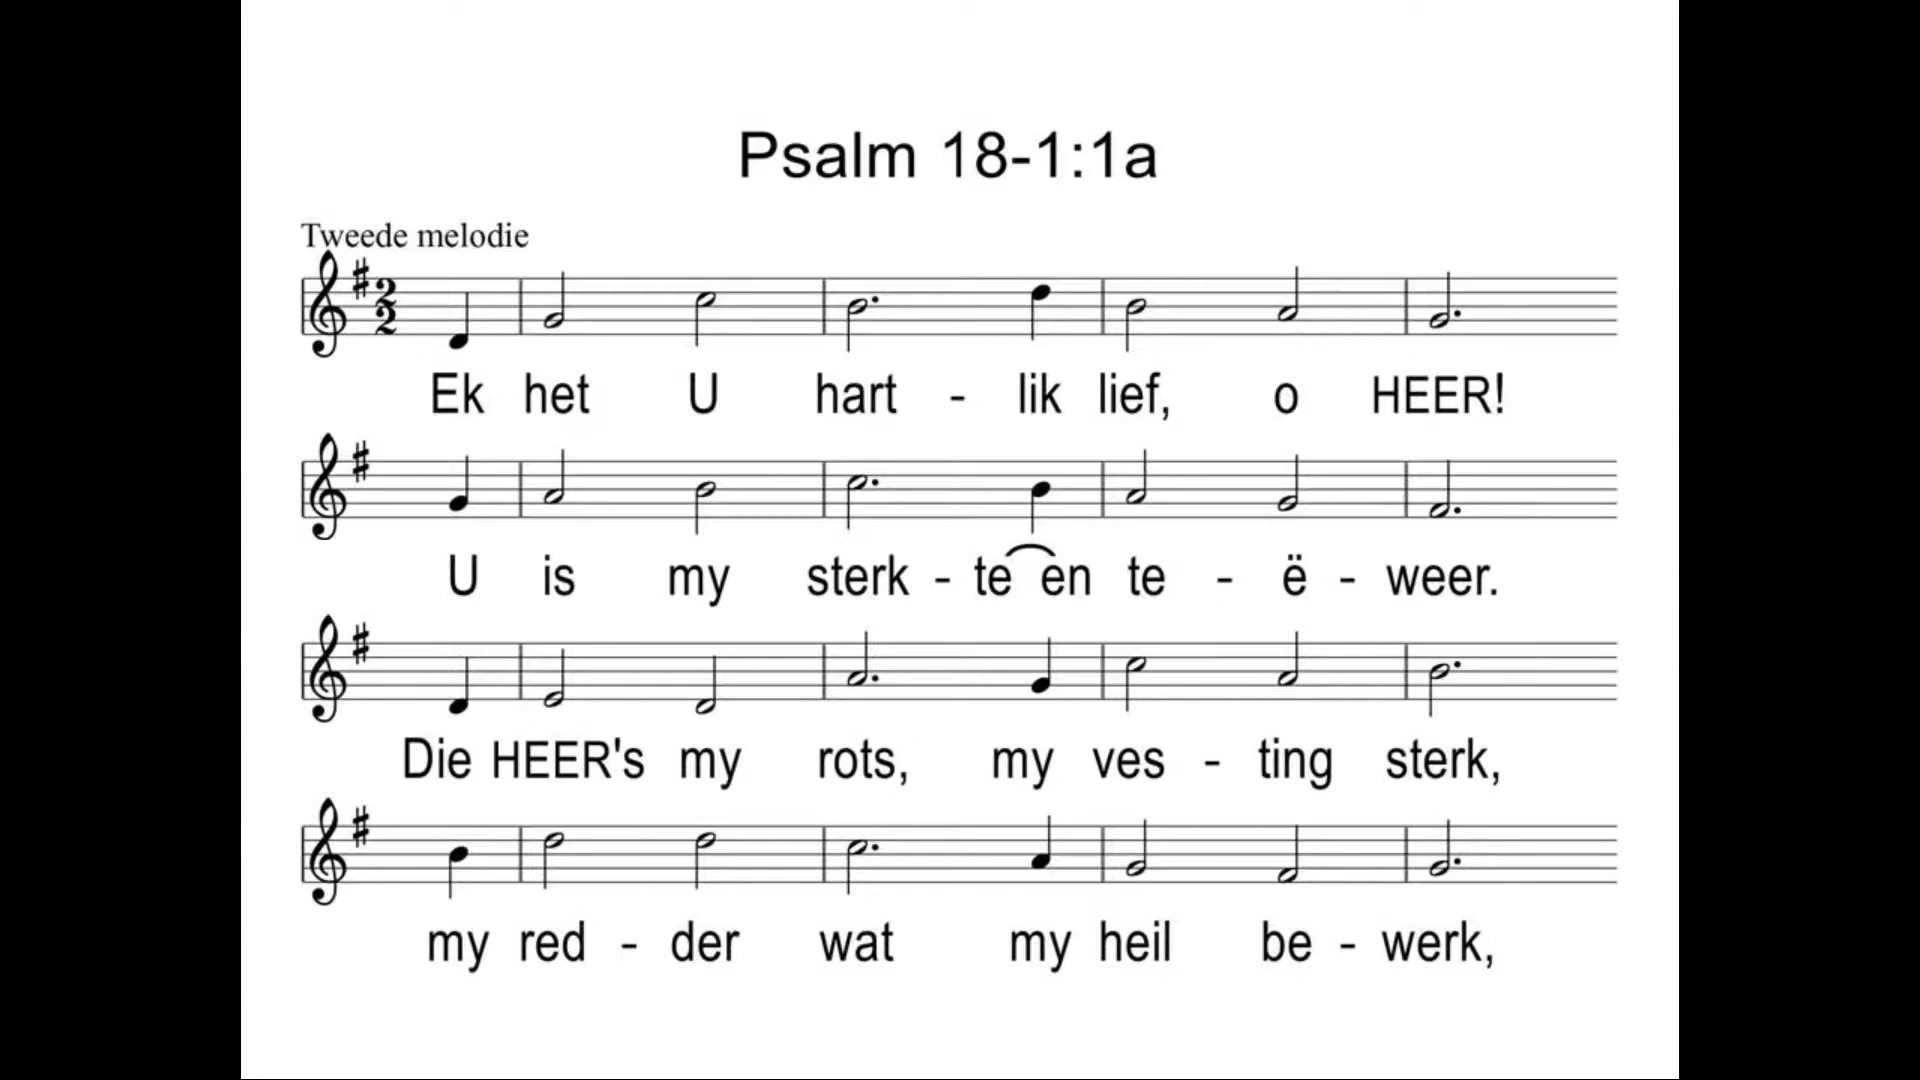 Psalm 18-1:1a
Tweede melodie
Ek het U hart - lik lief, o HEER!
U is my sterk - te en te - ë - weer.
Die HEER's my rots, my ves - ting sterk,
my red - der wat my heil be - werk,